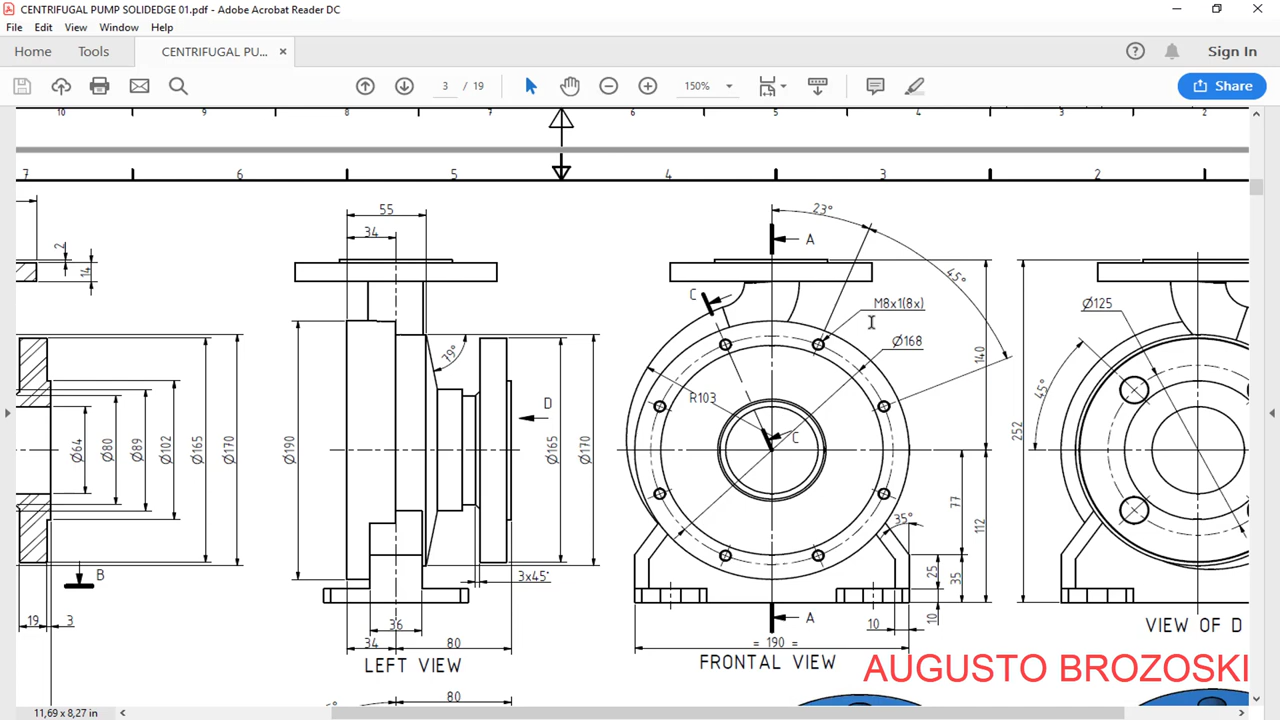 CENTRIFUGAL PUMP SOLIDEDGE 01.pdf - Adobe Acrobat Reader DC
File Edit View Window Help
Home Tools CENTRIFUGAL PU... × Sign In
3 / 19 150% Share
10 9 8 7 6 5 4 3 2
7 6 5 4 3 2
55
34
2
14
79°
D
Ø64
Ø80
Ø89
Ø102
Ø165
Ø170
Ø190
Ø165
Ø170
B
19 3
3x45°
36
34 80
LEFT VIEW
80
23°
A
45°
C
M8x1(8x)
Ø168
140
R103
C
77
112
35°
25
35
10
10
A
= 190 =
FRONTAL VIEW
252
Ø125
45°
VIEW OF D
AUGUSTO BROZOSKI
11,69 x 8,27 in